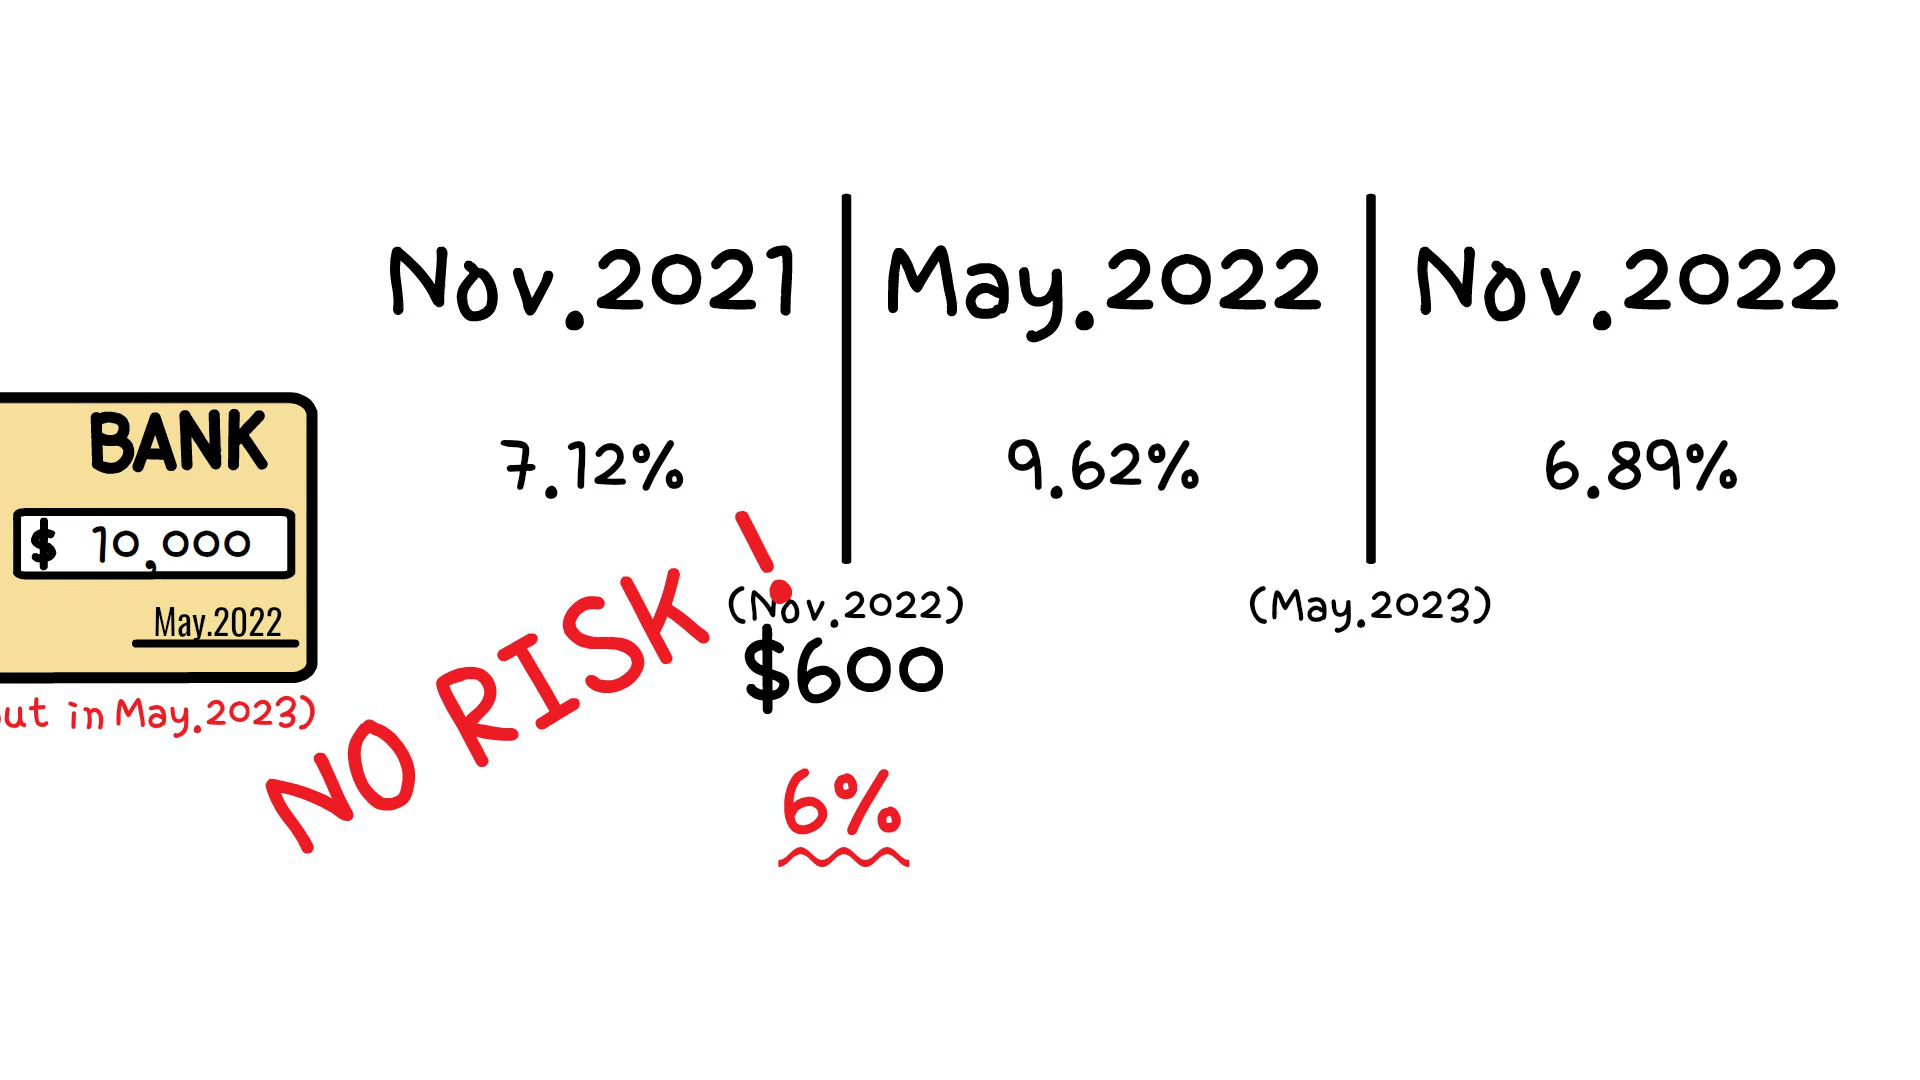 Nov.2021
May.2022
Nov.2022
BANK
$ 10,000
May.2022
in May.2023)
7.12%
9.62%
6.89%
NO RISK!
(Nov.2022)
$600
6%
(May.2023)